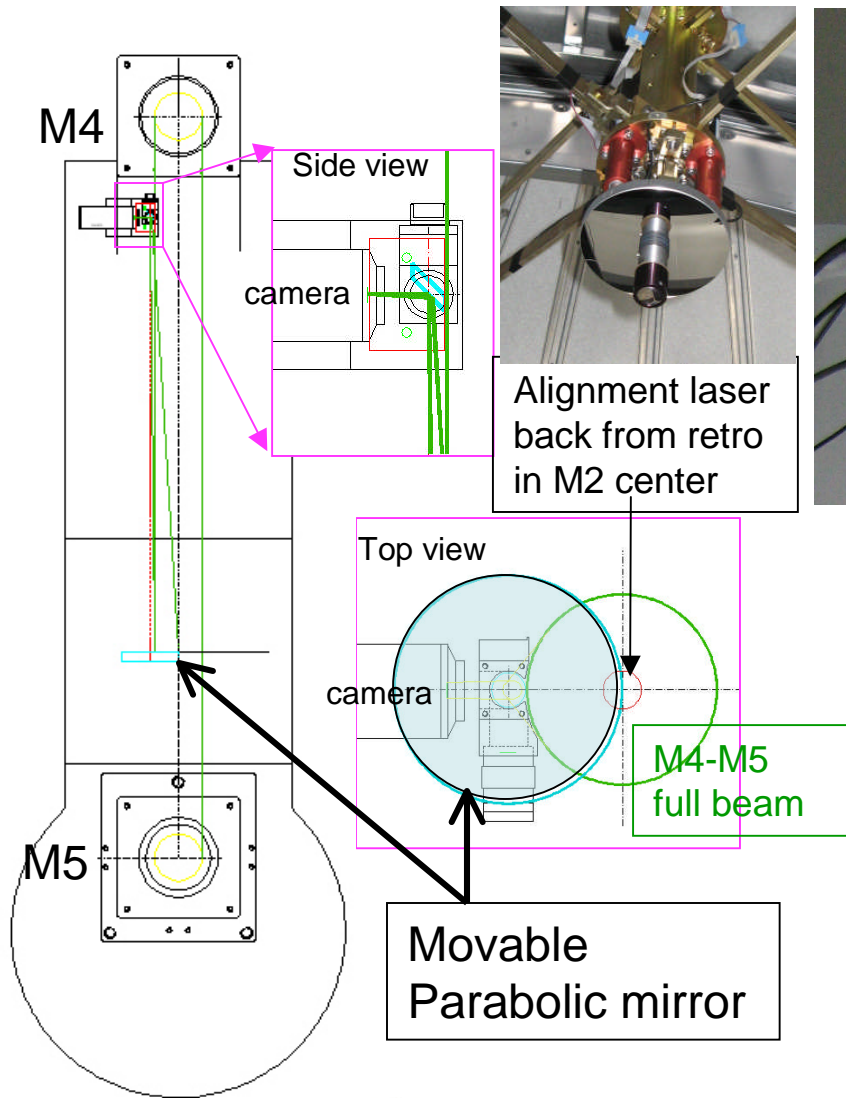 M4
Side view
camera
Alignment laser
back from retro
in M2 center
Top view
camera
M4-M5
full beam
M5
Movable
Parabolic mirror